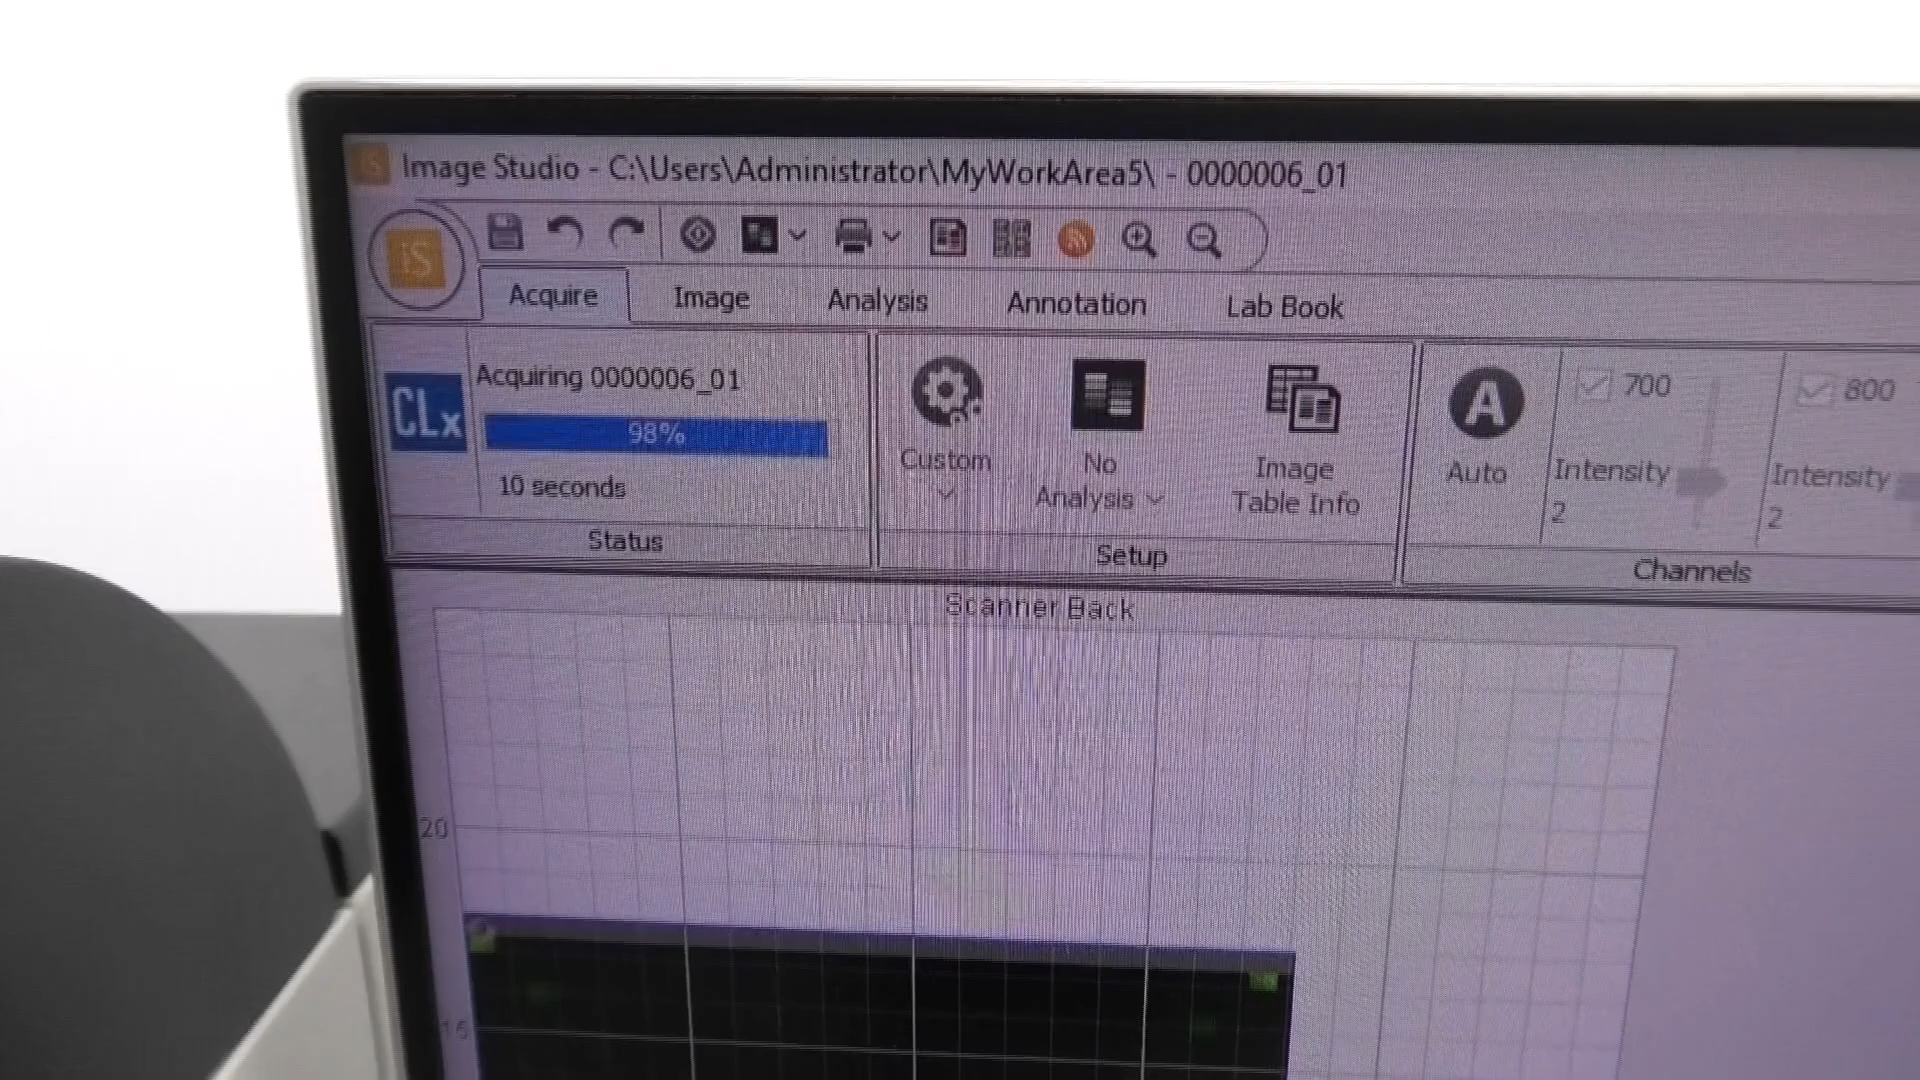 Image Studio - C:\Users\Administrator\MyWorkArea5\ - 0000006_01
iS
Acquire
Image
Analysis
Annotation
Lab Book
CLx
Acquiring 0000006_01
98%
10 seconds
Status
Custom
No
Analysis
Image
Table Info
Setup
A
Auto
700
Intensity
2
800
Intensity
2
Channels
Scanner Back
20
15